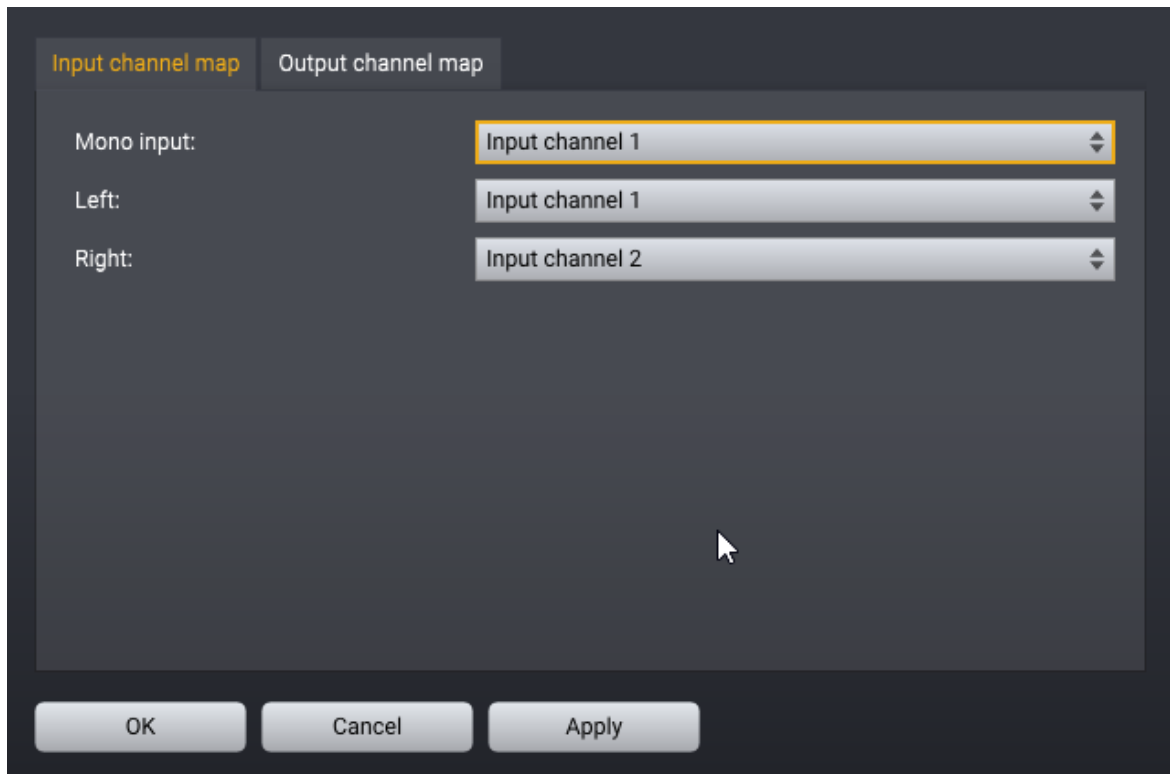 Input channel map Output channel map
Mono input: Input channel 1
Left: Input channel 1
Right: Input channel 2
OK Cancel Apply